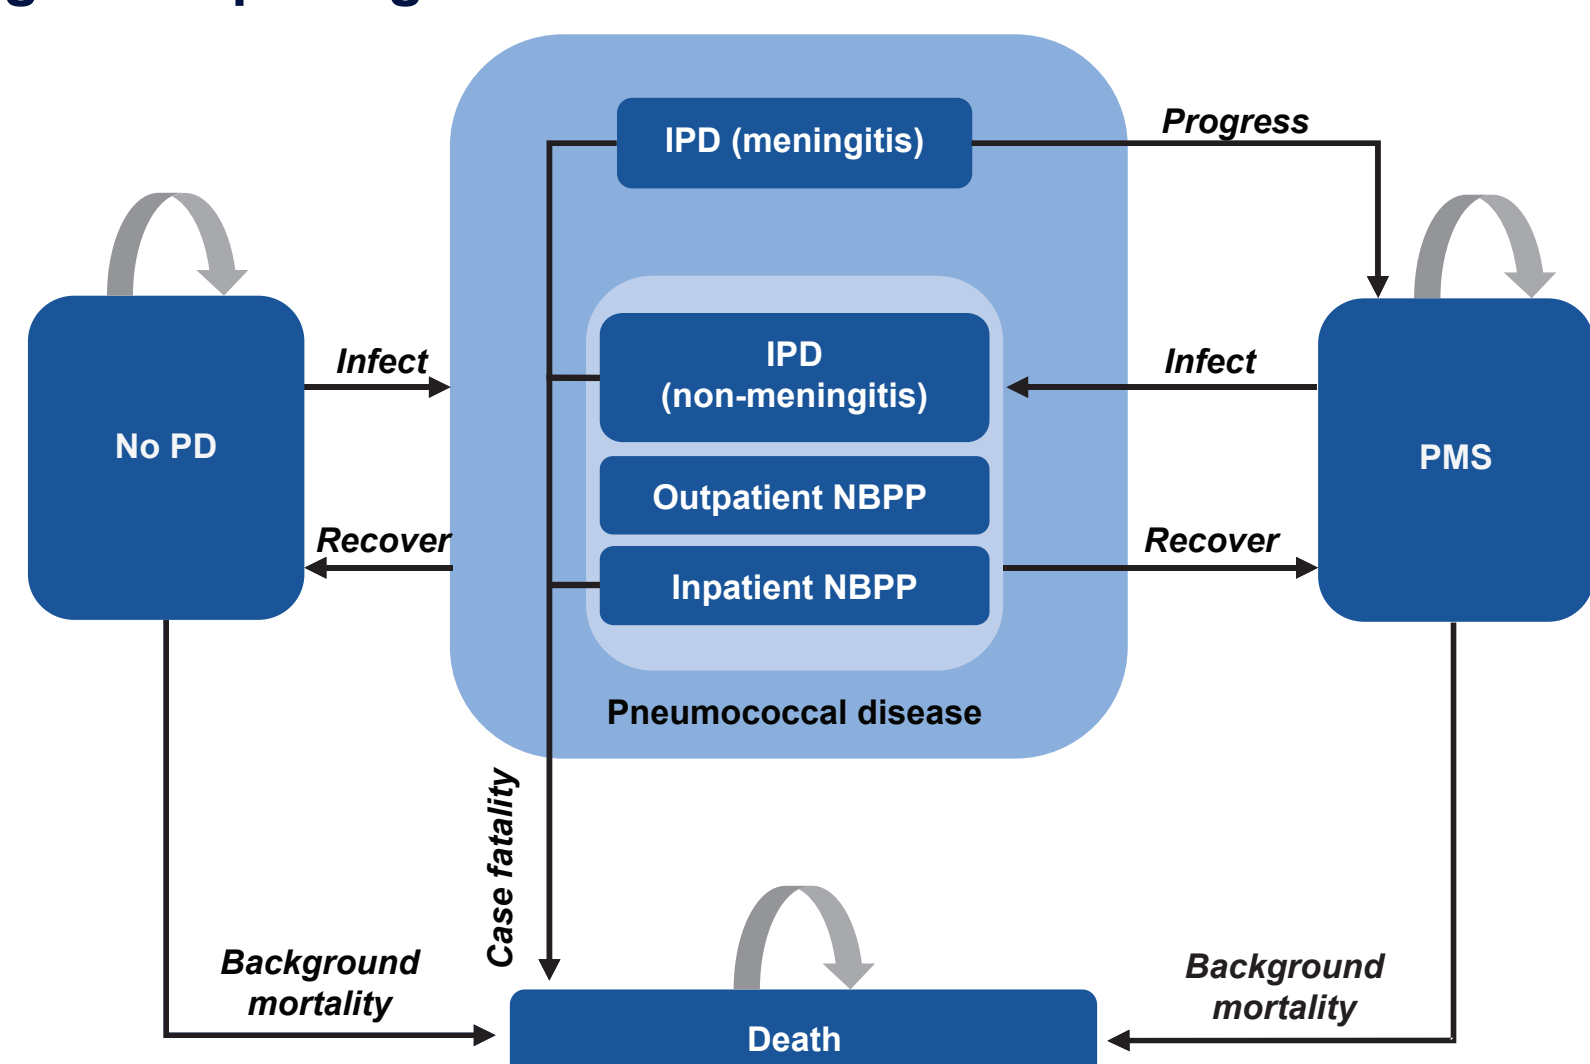 IPD (meningitis)
Progress
Infect
IPD
(non-meningitis)
Infect
No PD
PMS
Outpatient NBPP
Recover
Recover
Inpatient NBPP
Pneumococcal disease
Case fatality
Background
mortality
Background
mortality
Death